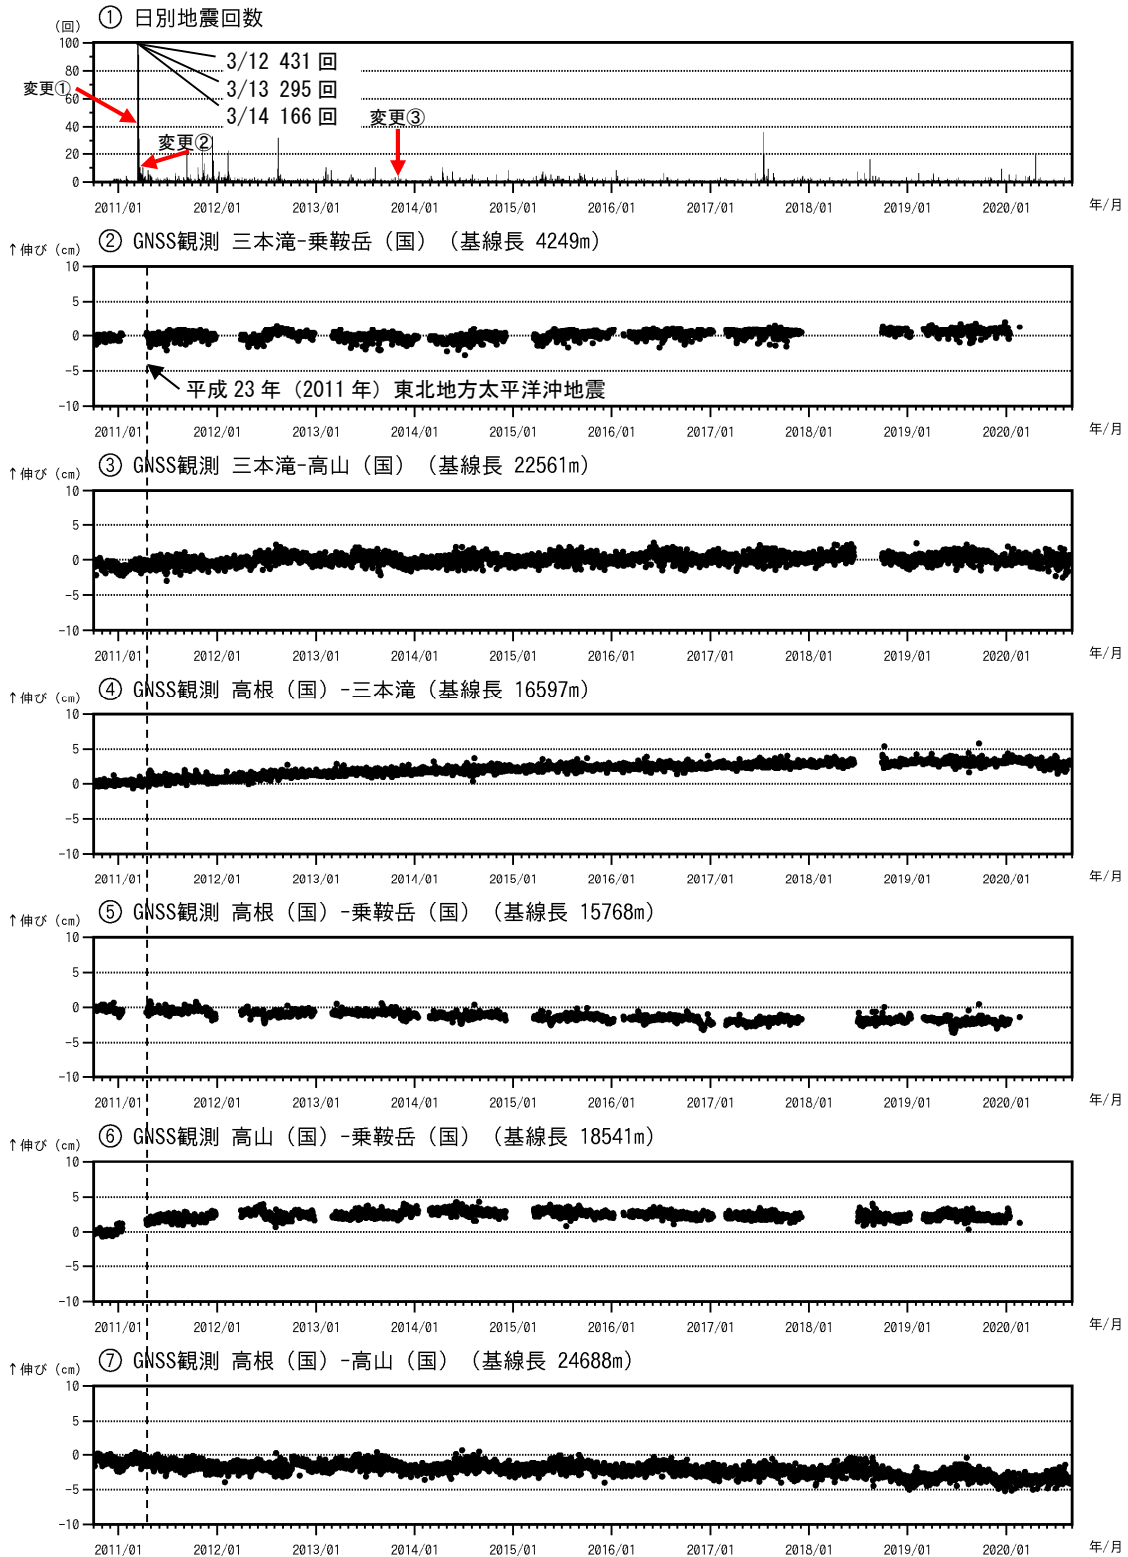 ① 日別地震回数
(回)
100
80
60
40
20
0
3/12 431 回
3/13 295 回
3/14 166 回
変更①
変更②
変更③
2011/01 2012/01 2013/01 2014/01 2015/01 2016/01 2017/01 2018/01 2019/01 2020/01 年/月
② GNSS観測 三本滝-乗鞍岳（国）（基線長 4249m）
↑伸び (cm)
10
5
0
-5
-10
平成 23 年（2011 年）東北地方太平洋沖地震
2011/01 2012/01 2013/01 2014/01 2015/01 2016/01 2017/01 2018/01 2019/01 2020/01 年/月
③ GNSS観測 三本滝-高山（国）（基線長 22561m）
↑伸び (cm)
10
5
0
-5
-10
2011/01 2012/01 2013/01 2014/01 2015/01 2016/01 2017/01 2018/01 2019/01 2020/01 年/月
④ GNSS観測 高根（国）-三本滝（基線長 16597m）
↑伸び (cm)
10
5
0
-5
-10
2011/01 2012/01 2013/01 2014/01 2015/01 2016/01 2017/01 2018/01 2019/01 2020/01 年/月
⑤ GNSS観測 高根（国）-乗鞍岳（国）（基線長 15768m）
↑伸び (cm)
10
5
0
-5
-10
2011/01 2012/01 2013/01 2014/01 2015/01 2016/01 2017/01 2018/01 2019/01 2020/01 年/月
⑥ GNSS観測 高山（国）-乗鞍岳（国）（基線長 18541m）
↑伸び (cm)
10
5
0
-5
-10
2011/01 2012/01 2013/01 2014/01 2015/01 2016/01 2017/01 2018/01 2019/01 2020/01 年/月
⑦ GNSS観測 高根（国）-高山（国）（基線長 24688m）
↑伸び (cm)
10
5
0
-5
-10
2011/01 2012/01 2013/01 2014/01 2015/01 2016/01 2017/01 2018/01 2019/01 2020/01 年/月